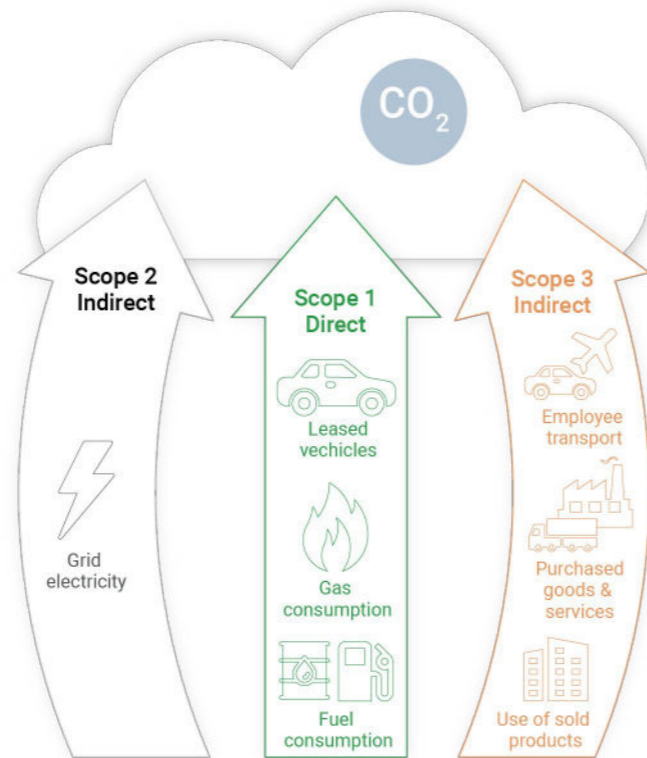 CO₂
Scope 2
Indirect
Grid
electricity
Scope 1
Direct
Leased
vechicles
Gas
consumption
Fuel
consumption
Scope 3
Indirect
Employee
transport
Purchased
goods &
services
Use of sold
products